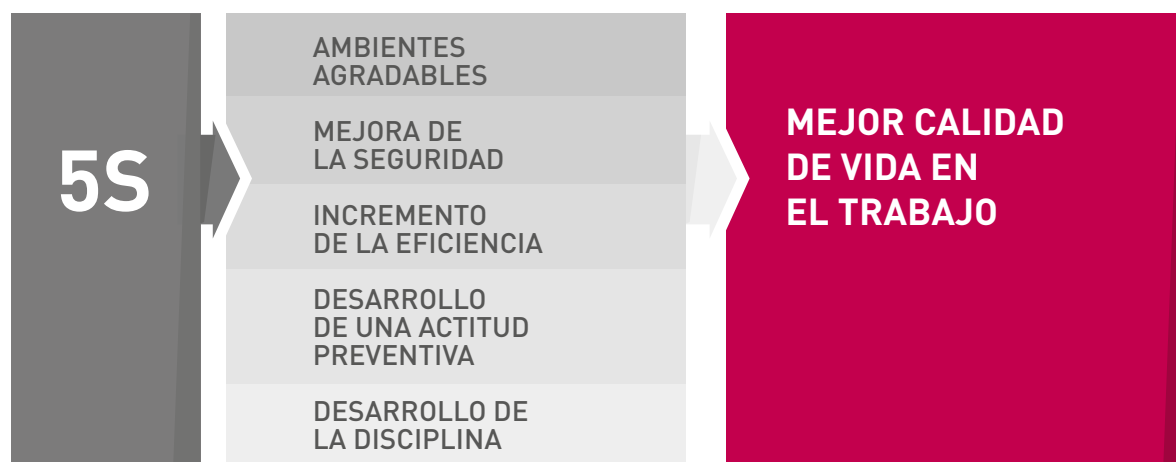 5S
AMBIENTES
AGRADABLES
MEJORA DE
LA SEGURIDAD
INCREMENTO
DE LA EFICIENCIA
DESARROLLO
DE UNA ACTITUD
PREVENTIVA
DESARROLLO DE
LA DISCIPLINA
MEJOR CALIDAD
DE VIDA EN
EL TRABAJO